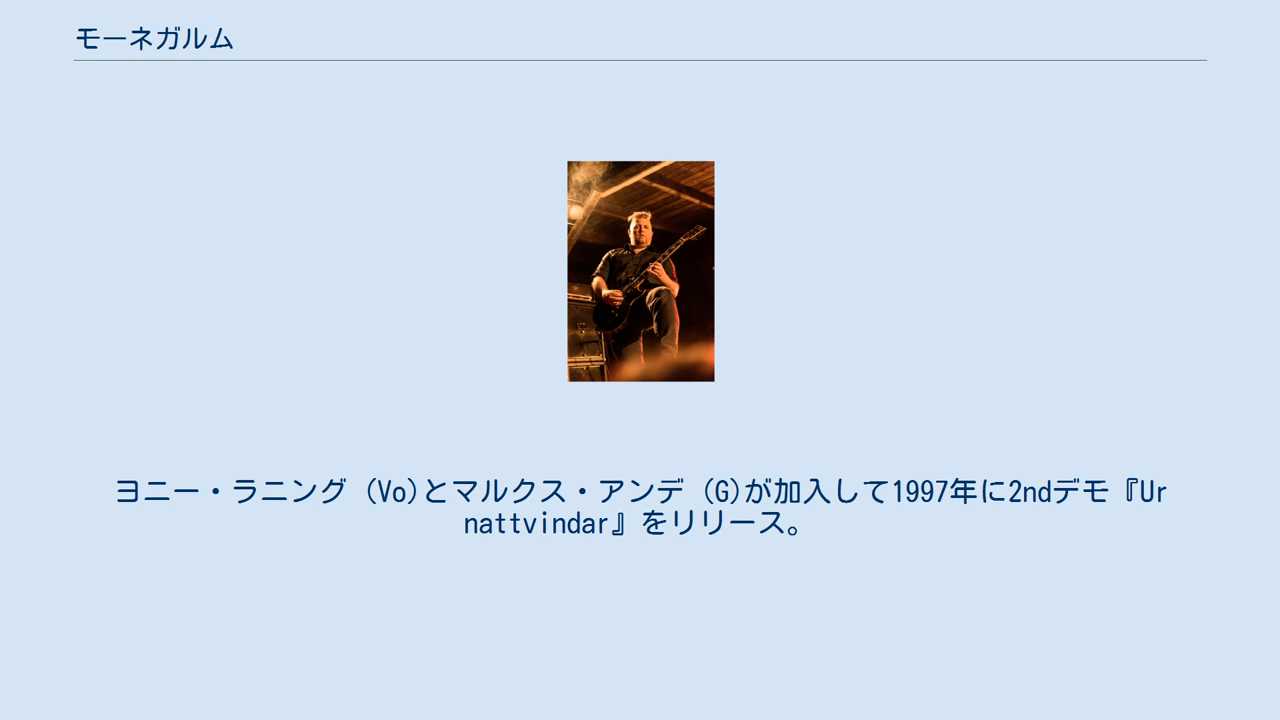 モーネガルム
ヨニー・ラニング（Vo)とマルクス・アンデ（G)が加入して1997年に2ndデモ『Ur
nattvindar』をリリース。